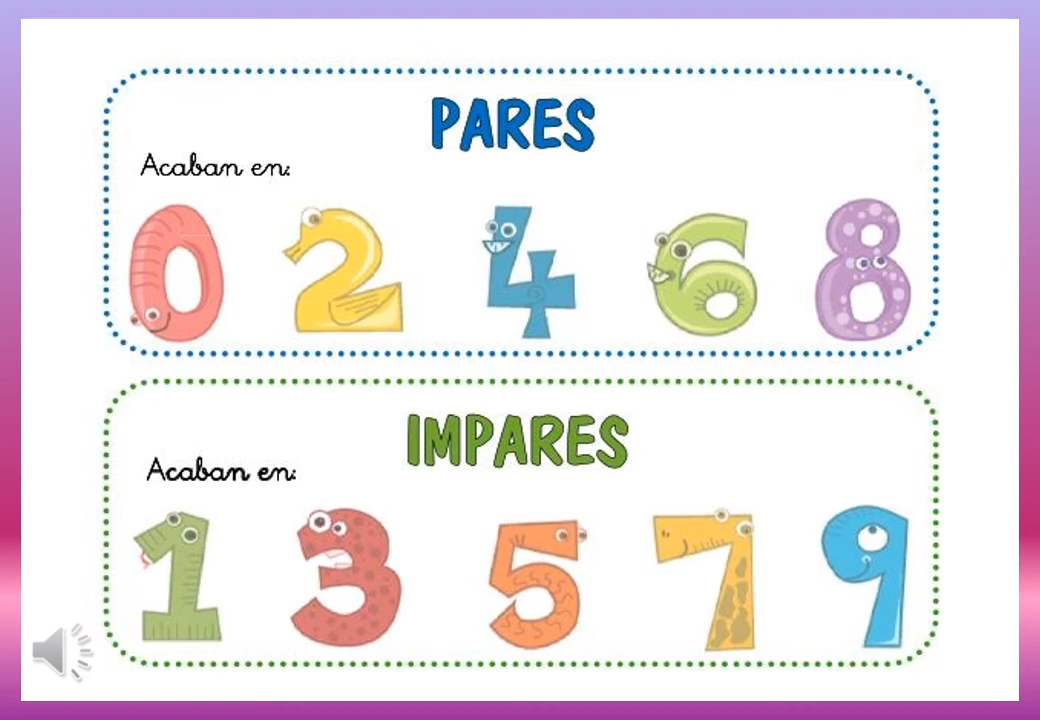 PARES
Acaban en:
0 2 4 6 8
IMPARES
Acaban en:
1 3 5 7 9